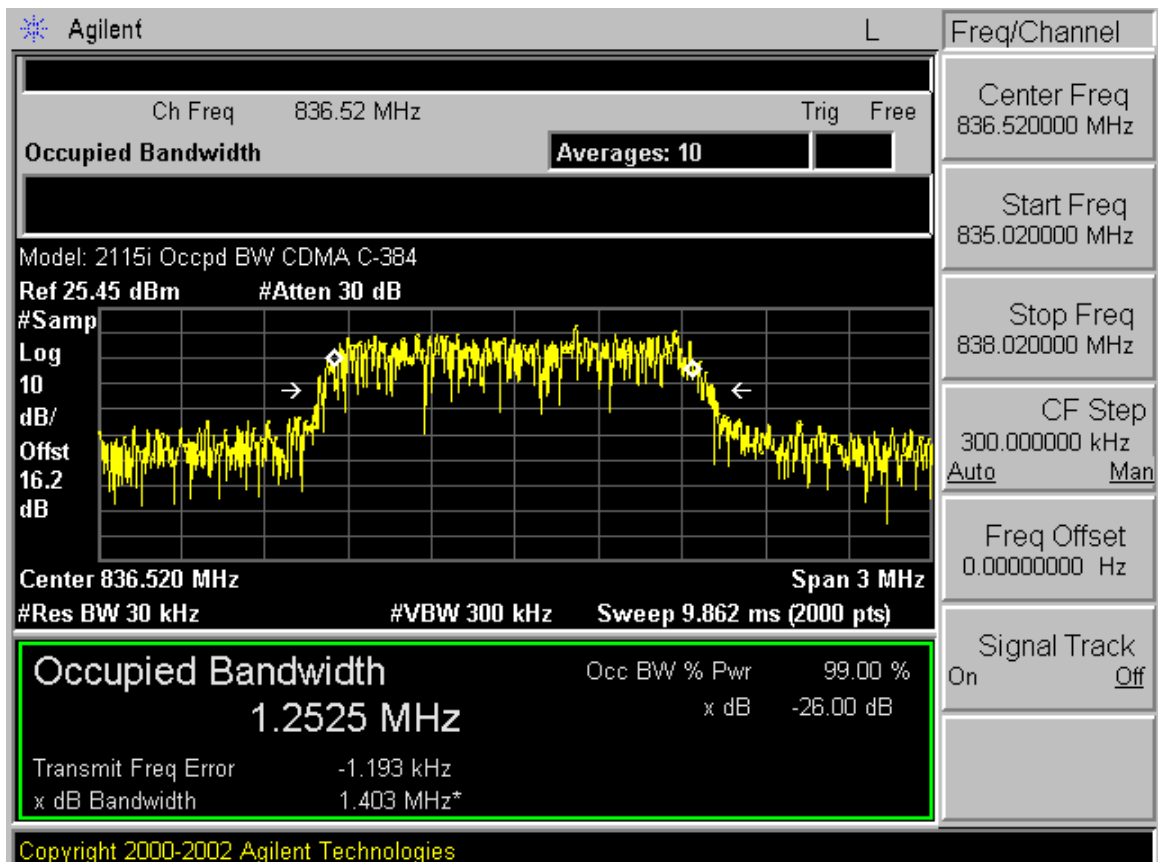 Agilent L
Ch Freq 836.52 MHz Trig Free
Occupied Bandwidth Averages: 10
Model: 2115i Occpd BW CDMA C-384
Ref 25.45 dBm #Atten 30 dB
#Samp
Log
10
dB/
Offst
16.2
dB
Center 836.520 MHz Span 3 MHz
#Res BW 30 kHz #VBW 300 kHz Sweep 9.862 ms (2000 pts)
Occupied Bandwidth Occ BW % Pwr 99.00 %
1.2525 MHz x dB -26.00 dB
Transmit Freq Error -1.193 kHz
x dB Bandwidth 1.403 MHz*
Copyright 2000-2002 Agilent Technologies
Freq/Channel
Center Freq
836.520000 MHz
Start Freq
835.020000 MHz
Stop Freq
838.020000 MHz
CF Step
300.000000 kHz
Auto Man
Freq Offset
0.00000000 Hz
Signal Track
On Off